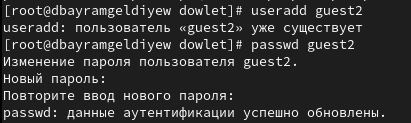 [root@dbayramgeldiyew dowlet]# useradd guest2
useradd: пользователь «guest2» уже существует
[root@dbayramgeldiyew dowlet]# passwd guest2
Изменение пароля пользователя guest2.
Новый пароль:
Повторите ввод нового пароля:
passwd: данные аутентификации успешно обновлены.